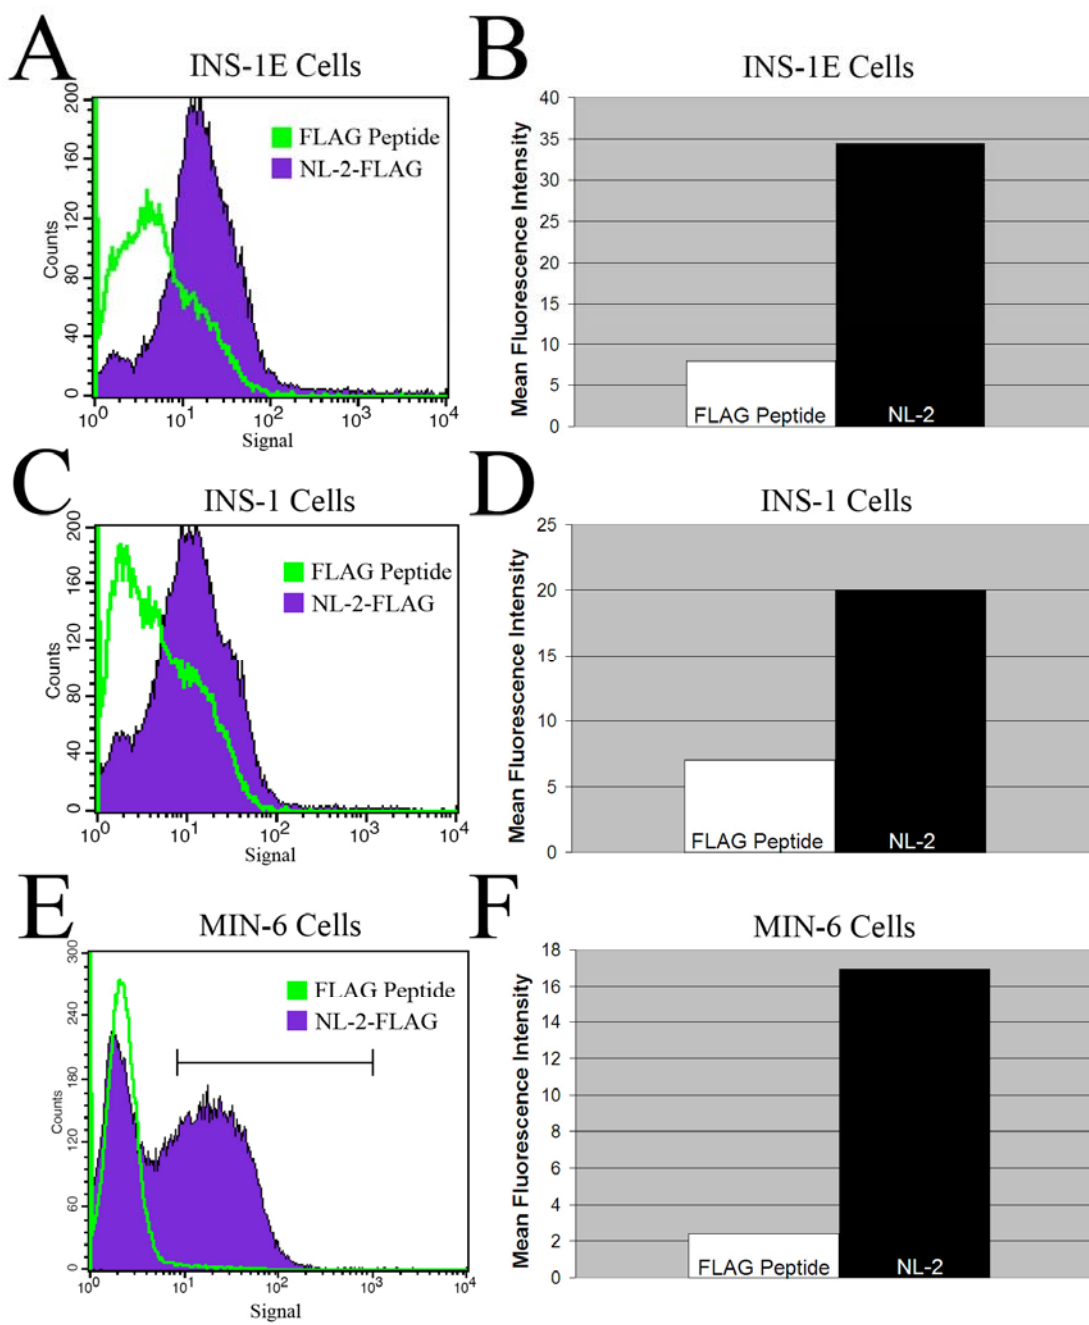 A
INS-1E Cells
200
160
120
80
40
0
Counts
FLAG Peptide
NL-2-FLAG
10^0 10^1 10^2 10^3 10^4
Signal
B
INS-1E Cells
40
35
30
25
20
15
10
5
0
Mean Fluorescence Intensity
FLAG Peptide NL-2
C
INS-1 Cells
200
160
120
80
40
0
Counts
FLAG Peptide
NL-2-FLAG
10^0 10^1 10^2 10^3 10^4
Signal
D
INS-1 Cells
25
20
15
10
5
0
Mean Fluorescence Intensity
FLAG Peptide NL-2
E
MIN-6 Cells
300
240
180
120
60
0
Counts
FLAG Peptide
NL-2-FLAG
10^0 10^1 10^2 10^3 10^4
Signal
F
MIN-6 Cells
18
16
14
12
10
8
6
4
2
0
Mean Fluorescence Intensity
FLAG Peptide NL-2